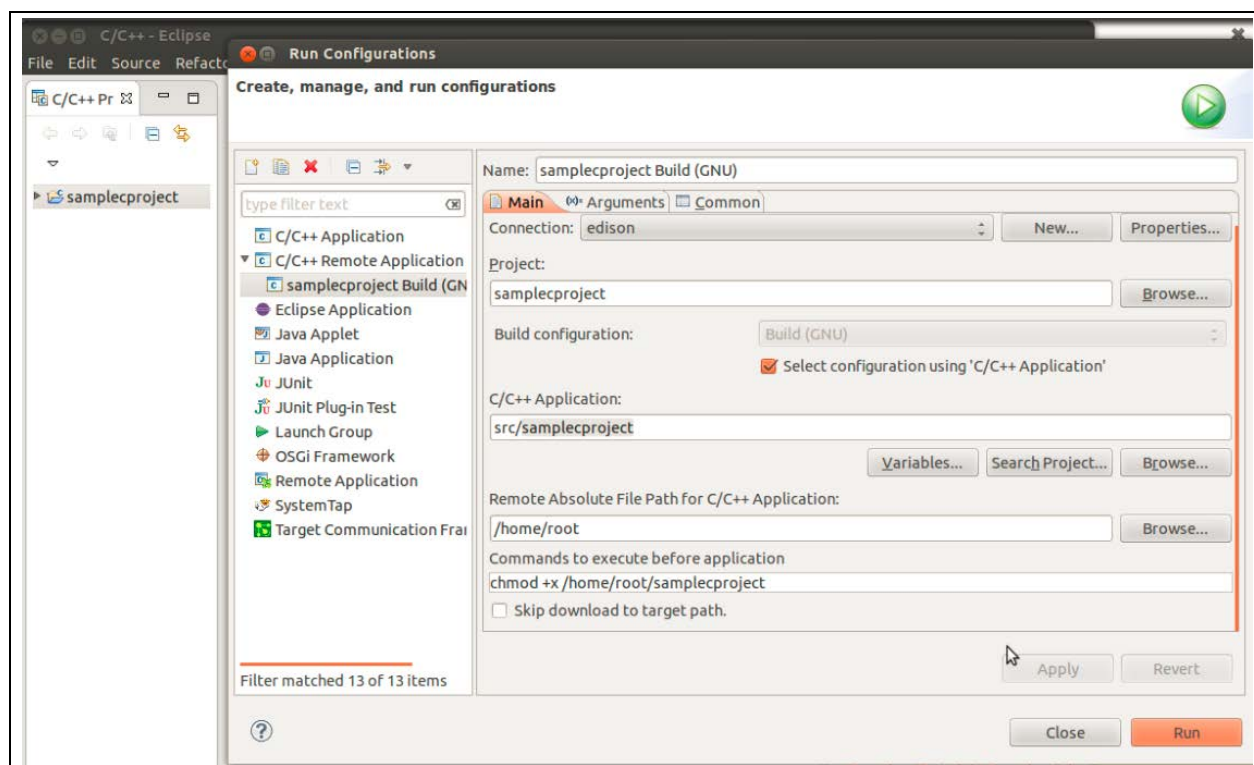 C/C++ - Eclipse
File Edit Source Refacto
C/C++ Pr
samplecproject
Run Configurations
Create, manage, and run configurations
type filter text
C/C++ Application
C/C++ Remote Application
samplecproject Build (GN
Eclipse Application
Java Applet
Java Application
Ju JUnit
JUnit Plug-in Test
Launch Group
OSGi Framework
Remote Application
SystemTap
Target Communication Frar
Filter matched 13 of 13 items
Name: samplecproject Build (GNU)
Main (x)= Arguments Common
Connection: edison New... Properties...
Project:
samplecproject Browse...
Build configuration: Build (GNU)
Select configuration using 'C/C++ Application'
C/C++ Application:
src/samplecproject
Variables... Search Project... Browse...
Remote Absolute File Path for C/C++ Application:
/home/root Browse...
Commands to execute before application
chmod +x /home/root/samplecproject
Skip download to target path.
Apply Revert
? Close Run